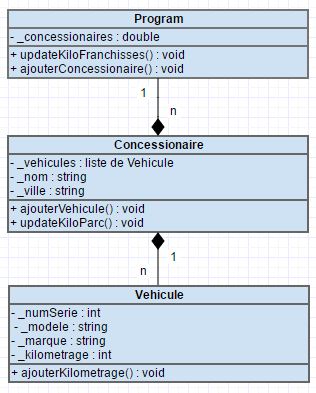 Program
- _concessionaires : double
+ updateKiloFranchisses() : void
+ ajouterConcessionaire() : void
1
n
Concessionaire
- _vehicules : liste de Vehicule
- _nom : string
- _ville : string
+ ajouterVehicule() : void
+ updateKiloParc() : void
1
n
Vehicule
- _numSerie : int
- _modele : string
- _marque : string
- _kilometrage : int
+ ajouterKilometrage() : void